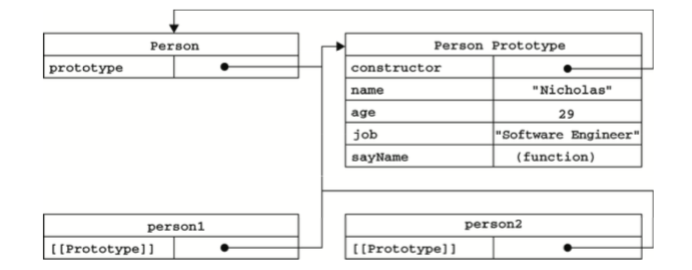 Person
prototype
Person Prototype
constructor
name "Nicholas"
age 29
job "Software Engineer"
sayName (function)
person1
[[Prototype]]
person2
[[Prototype]]